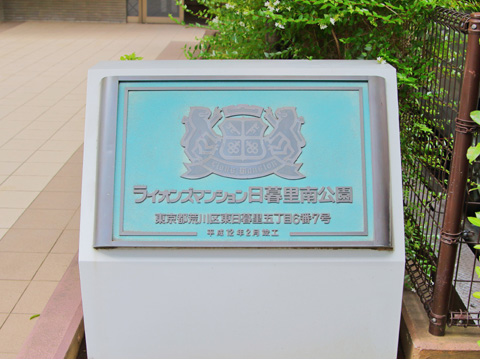 ライオンズマンション日暮里南公園
東京都荒川区東日暮里五丁目6番7号
平成12年2月竣工